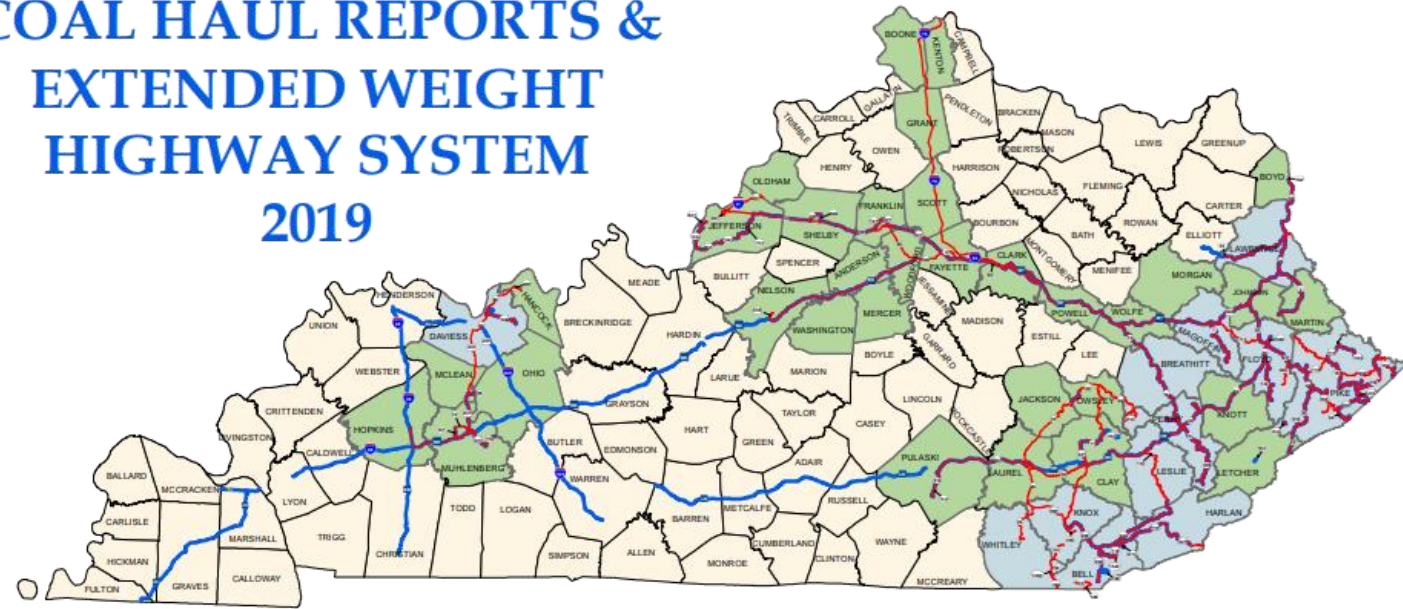 COAL HAUL REPORTS &
EXTENDED WEIGHT
HIGHWAY SYSTEM
2019
BOONE
KENTON
CAMPBELL
GALLATIN
PENDLETON
GRANT
CARROLL
TRIMBLE
BRACKEN
MASON
ROBERTSON
LEWIS
GREENUP
OWEN
HENRY
HARRISON
OLDHAM
NICHOLAS
FLEMING
BOYD
CARTER
FRANKLIN
SCOTT
ROWAN
JEFFERSON
SHELBY
BOURBON
BATH
ELLIOTT
LAWRENCE
SPENCER
ANDERSON
WOODFORD
FAYETTE
CLARK
MONTGOMERY
MENIFEE
MORGAN
BULLITT
MEADE
HENDERSON
HANCOCK
NELSON
JESSAMINE
JOHNSON
MARTIN
UNION
DAVIESS
BRECKINRIDGE
HARDIN
WASHINGTON
MERCER
MADISON
POWELL
WOLFE
ESTILL
GARRARD
MAGOFFIN
FLOYD
WEBSTER
MCLEAN
OHIO
LARUE
MARION
BOYLE
LEE
BREATHITT
PIKE
CRITTENDEN
GRAYSON
LINCOLN
JACKSON
OWSLEY
KNOTT
HOPKINS
HART
TAYLOR
CASEY
ROCKCASTLE
LIVINGSTON
CALDWELL
BUTLER
EDMONSON
GREEN
PERRY
BALLARD
MCCRACKEN
MUHLENBERG
WARREN
ADAIR
PULASKI
LAUREL
CLAY
LESLIE
LETCHER
LYON
TODD
LOGAN
BARREN
METCALFE
RUSSELL
CARLISLE
MARSHALL
TRIGG
CHRISTIAN
KNOX
HARLAN
HICKMAN
GRAVES
CALLOWAY
SIMPSON
ALLEN
MONROE
CUMBERLAND
CLINTON
WAYNE
WHITLEY
FULTON
MCCREARY
BELL